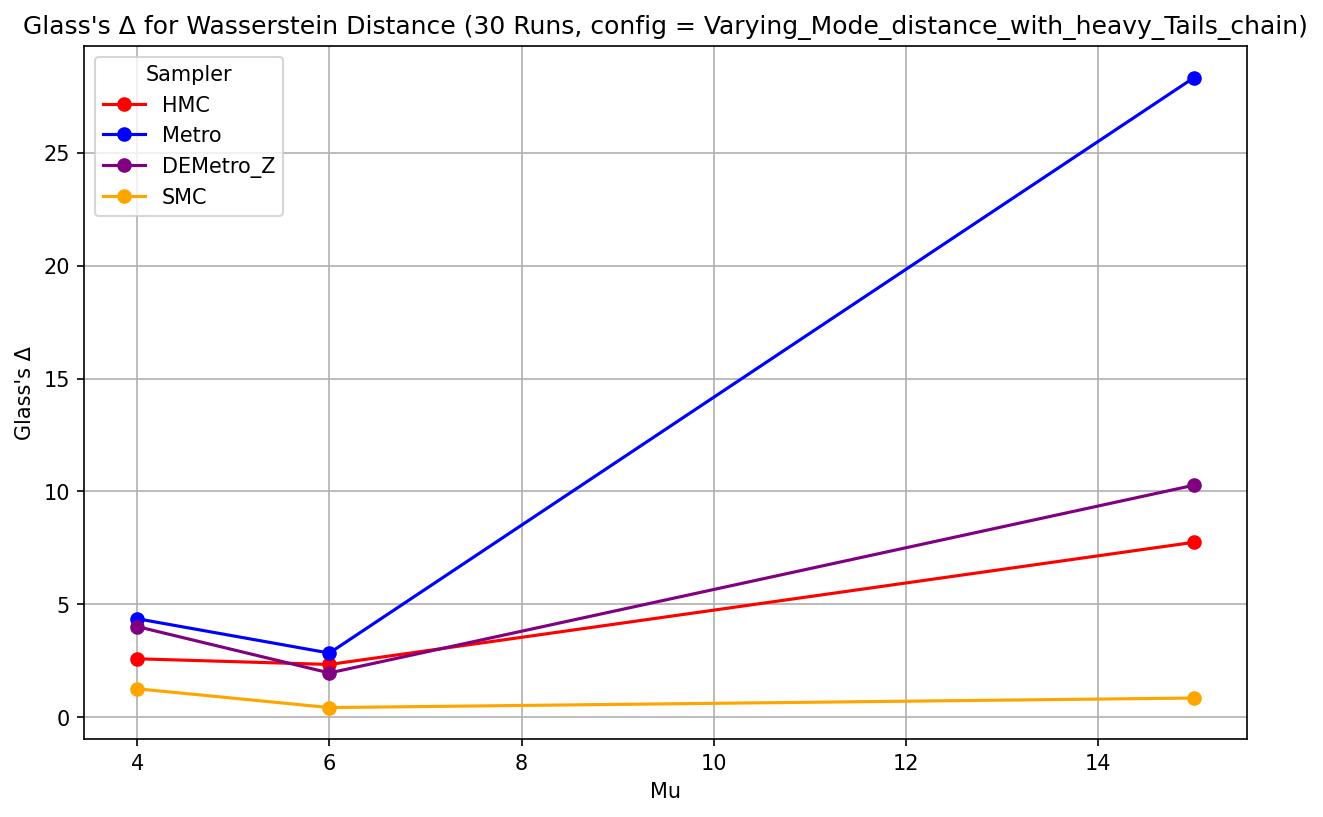 Glass's Δ for Wasserstein Distance (30 Runs, config = Varying_Mode_distance_with_heavy_Tails_chain)
Sampler
HMC
Metro
DEMetro_Z
SMC
Glass's Δ
25
20
15
10
5
0
4
6
8
10
12
14
Mu